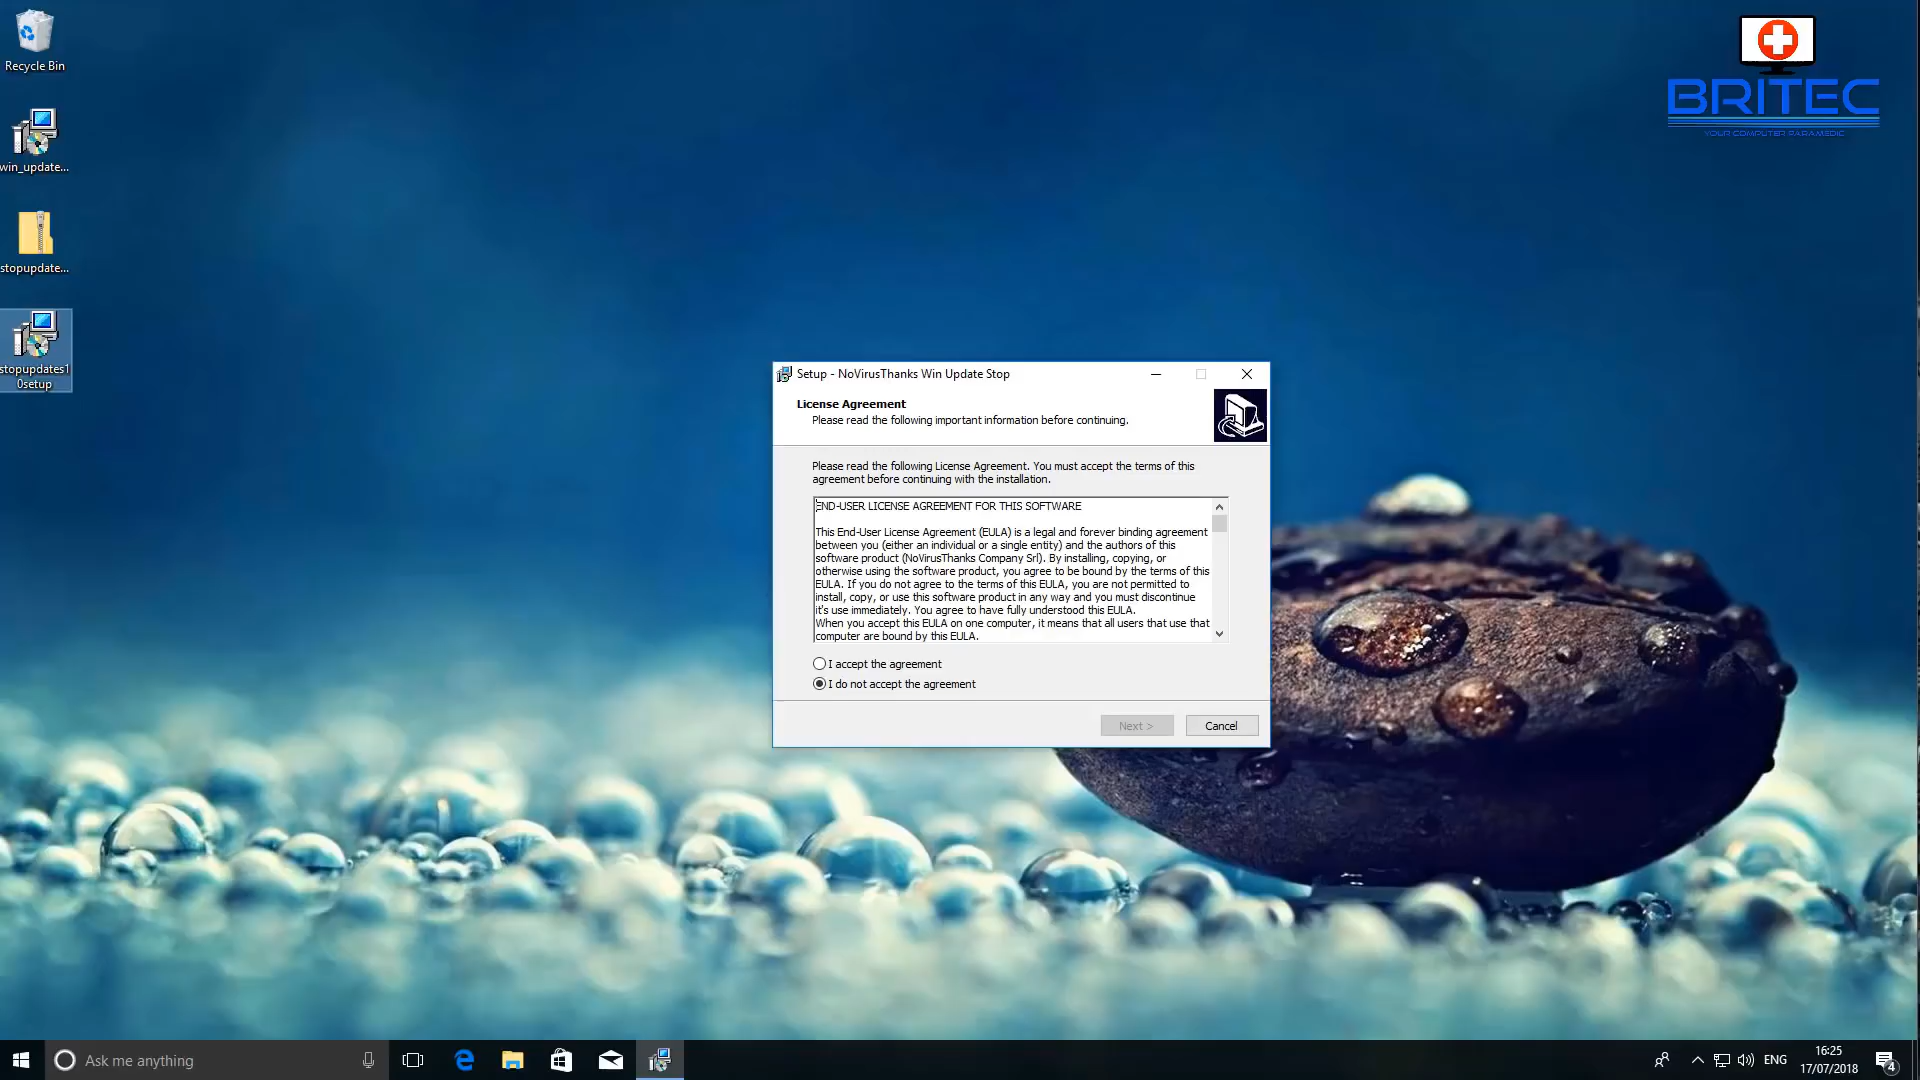 Recycle Bin
win_update...
stopupdate...
stopupdates1
0setup
BRITEC
YOUR COMPUTER PARAMEDIC
Setup - NoVirusThanks Win Update Stop
License Agreement
Please read the following important information before continuing.
Please read the following License Agreement. You must accept the terms of this
agreement before continuing with the installation.
END-USER LICENSE AGREEMENT FOR THIS SOFTWARE
This End-User License Agreement (EULA) is a legal and forever binding agreement
between you (either an individual or a single entity) and the authors of this
software product (NoVirusThanks Company Srl). By installing, copying, or
otherwise using the software product, you agree to be bound by the terms of this
EULA. If you do not agree to the terms of this EULA, you are not permitted to
install, copy, or use this software product in any way and you must discontinue
it's use immediately. You agree to have fully understood this EULA.
When you accept this EULA on one computer, it means that all users that use that
computer are bound by this EULA.
I accept the agreement
I do not accept the agreement
Next >
Cancel
Ask me anything
ENG
16:25
17/07/2018
4